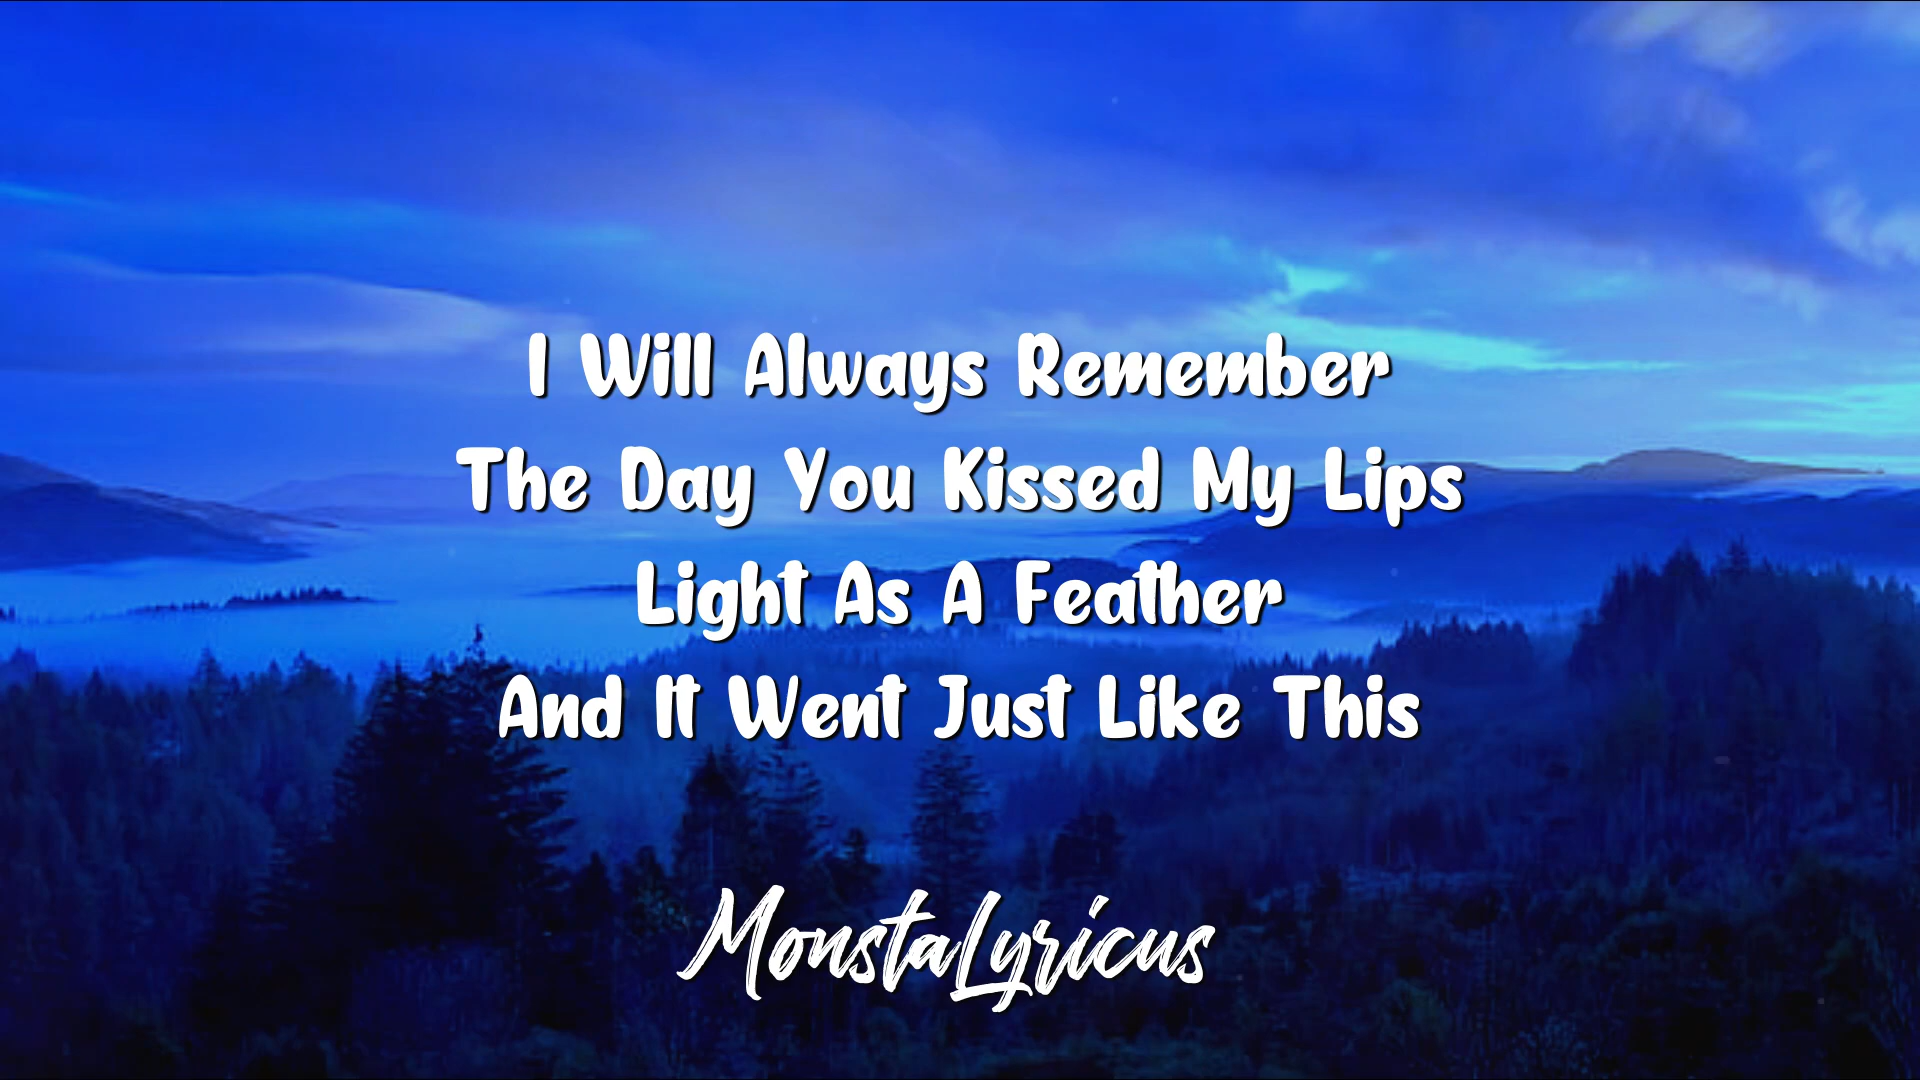 I Will Always Remember
The Day You Kissed My Lips
Light As A Feather
And It Went Just Like This
MonstaLyricus